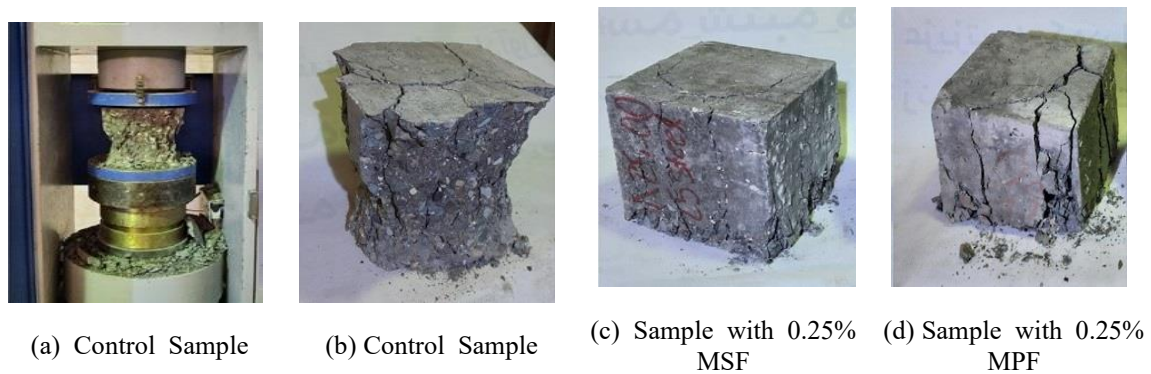 (a) Control Sample
(b) Control Sample
(c) Sample with 0.25%
MSF
(d) Sample with 0.25%
MPF